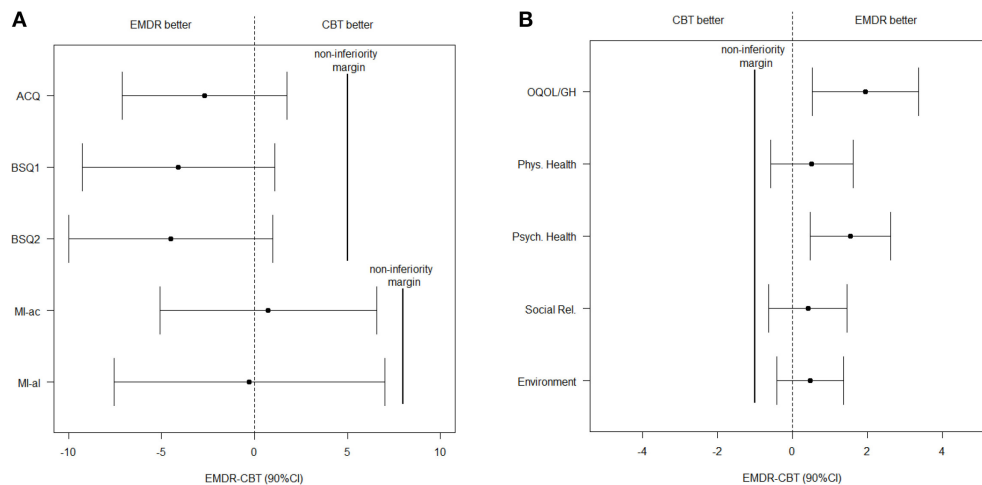 A
EMDR better
CBT better
non-inferiority
margin
ACQ
BSQ1
BSQ2
non-inferiority
margin
MI-ac
MI-al
-10
-5
0
5
10
EMDR-CBT (90%CI)
B
CBT better
EMDR better
non-inferiority
margin
OQOL/GH
Phys. Health
Psych. Health
Social Rel.
Environment
-4
-2
0
2
4
EMDR-CBT (90%CI)